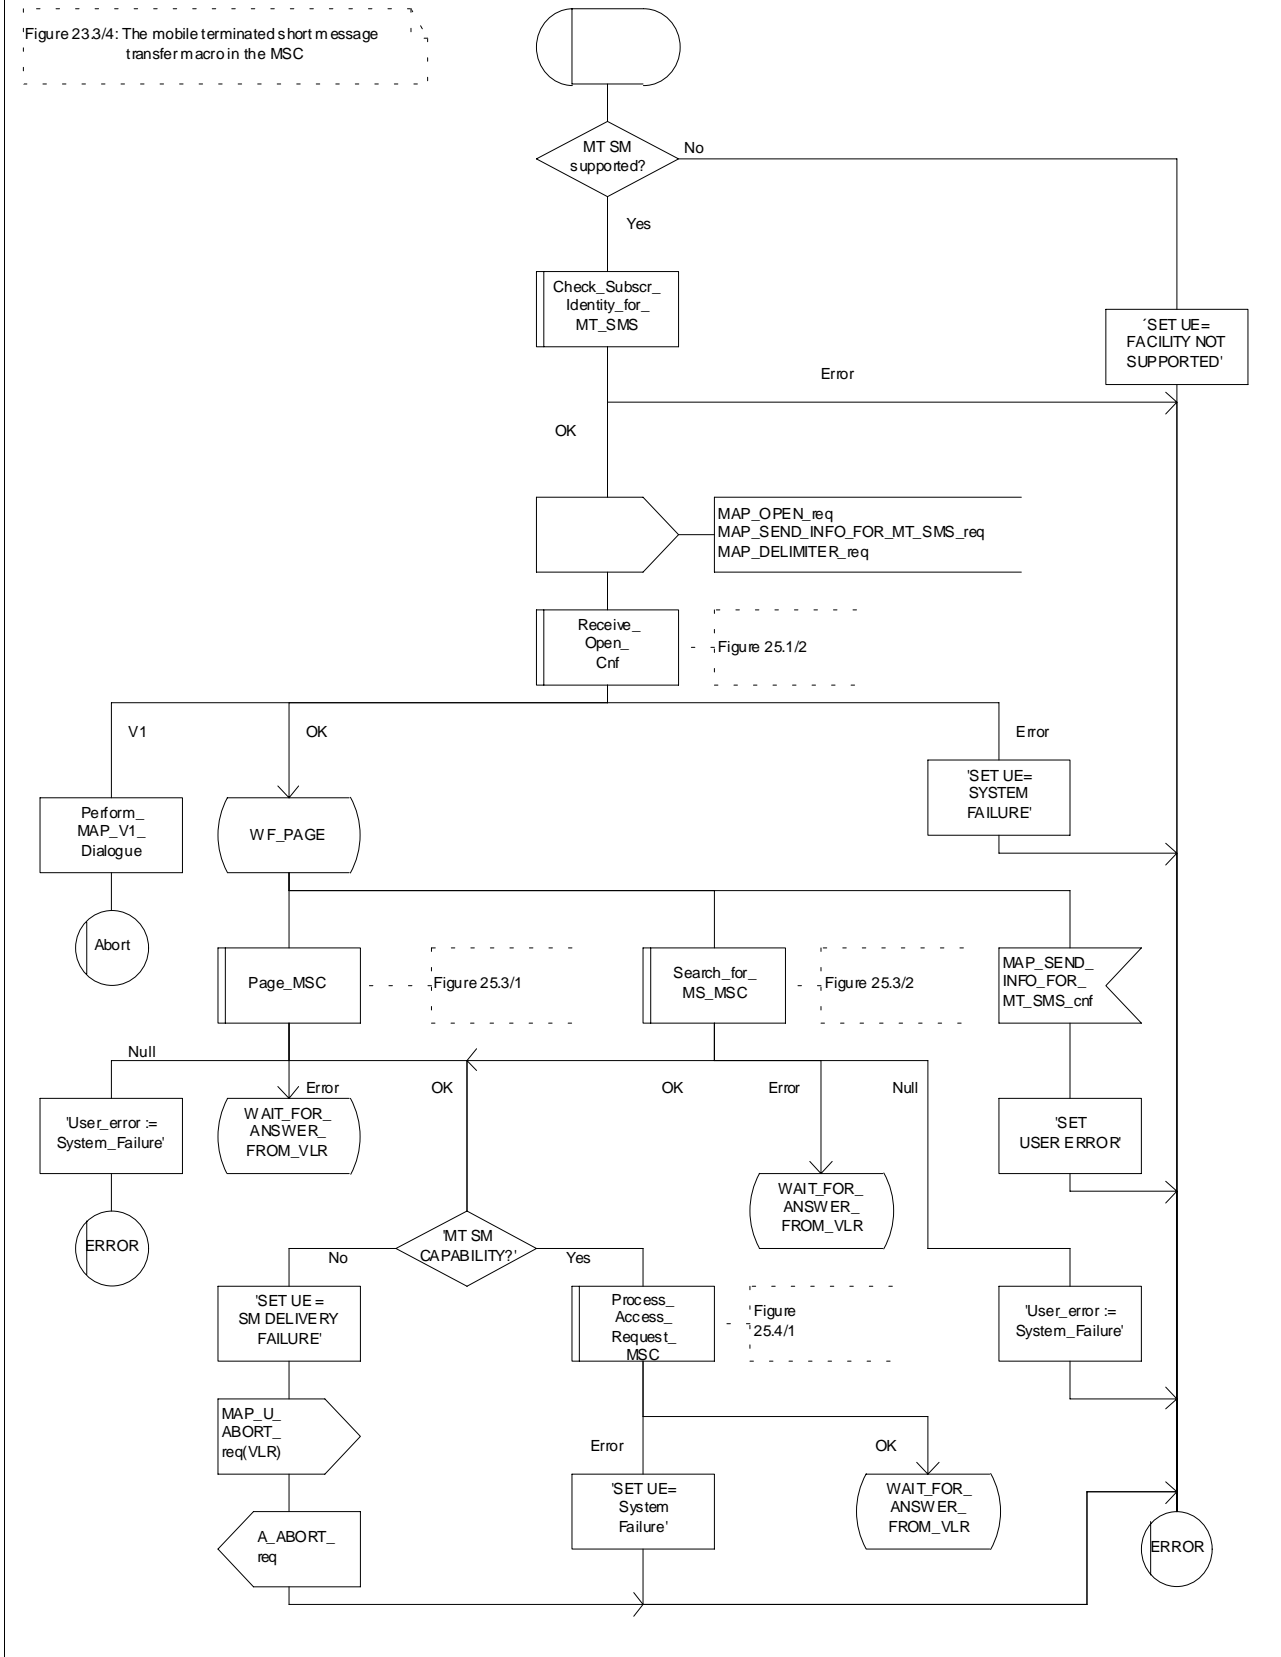 'Figure 23.3/4: The mobile terminated short message
transfer macro in the MSC
MT SM
supported?
No
Yes
Check_Subscr_
Identity_for_
MT_SMS
´SET UE=
FACILITY NOT
SUPPORTED'
Error
OK
MAP_OPEN_req
MAP_SEND_INFO_FOR_MT_SMS_req
MAP_DELIMITER_req
Receive_
Open_
Cnf
Figure 25.1/2
V1
OK
Error
'SET UE=
SYSTEM
FAILURE'
Perform_
MAP_V1_
Dialogue
WF_PAGE
Abort
Page_MSC
Figure 25.3/1
Search_for_
MS_MSC
Figure 25.3/2
MAP_SEND_
INFO_FOR_
MT_SMS_cnf
Null
Error
OK
OK
Error
Null
'User_error :=
System_Failure'
WAIT_FOR_
ANSWER_
FROM_VLR
'SET
USER ERROR'
WAIT_FOR_
ANSWER_
FROM_VLR
ERROR
'MT SM
CAPABILITY?'
No
Yes
'SET UE =
SM DELIVERY
FAILURE'
Process_
Access_
Request_
MSC
'Figure
25.4/1
'User_error :=
System_Failure'
MAP_U_
ABORT_
req(VLR)
Error
OK
'SET UE=
System
Failure'
WAIT_FOR_
ANSWER_
FROM_VLR
A_ABORT_
req
ERROR